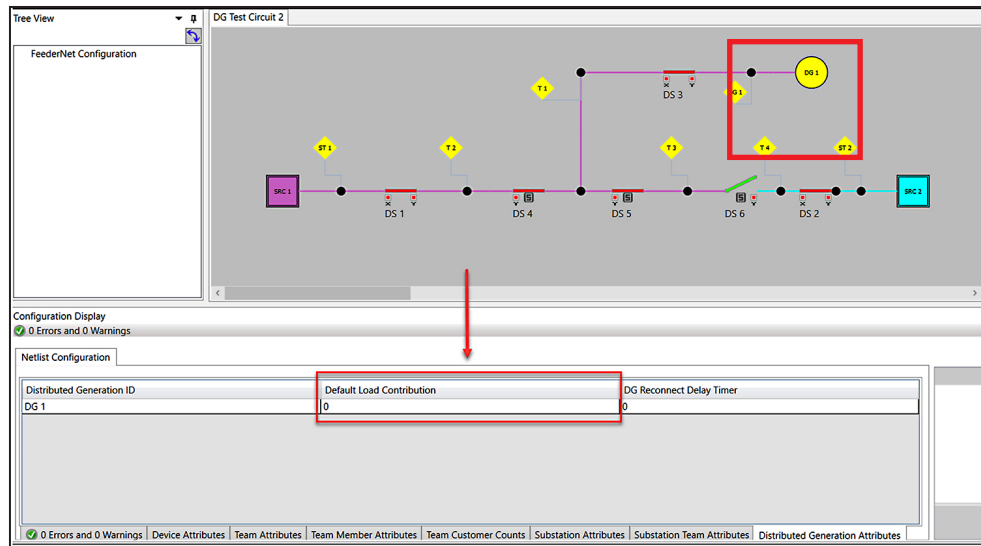 Tree View
DG Test Circuit 2
FeederNet Configuration
DG 1
T 1
G 1
DS 3
ST 1
T 2
T 3
T 4
ST 2
SRC 1
SRC 2
S
S
S
DS 1
DS 4
DS 5
DS 6
DS 2
Configuration Display
0 Errors and 0 Warnings
Netlist Configuration
Distributed Generation ID Default Load Contribution DG Reconnect Delay Timer
DG 1 0 0
0 Errors and 0 Warnings Device Attributes Team Attributes Team Member Attributes Team Customer Counts Substation Attributes Substation Team Attributes Distributed Generation Attributes